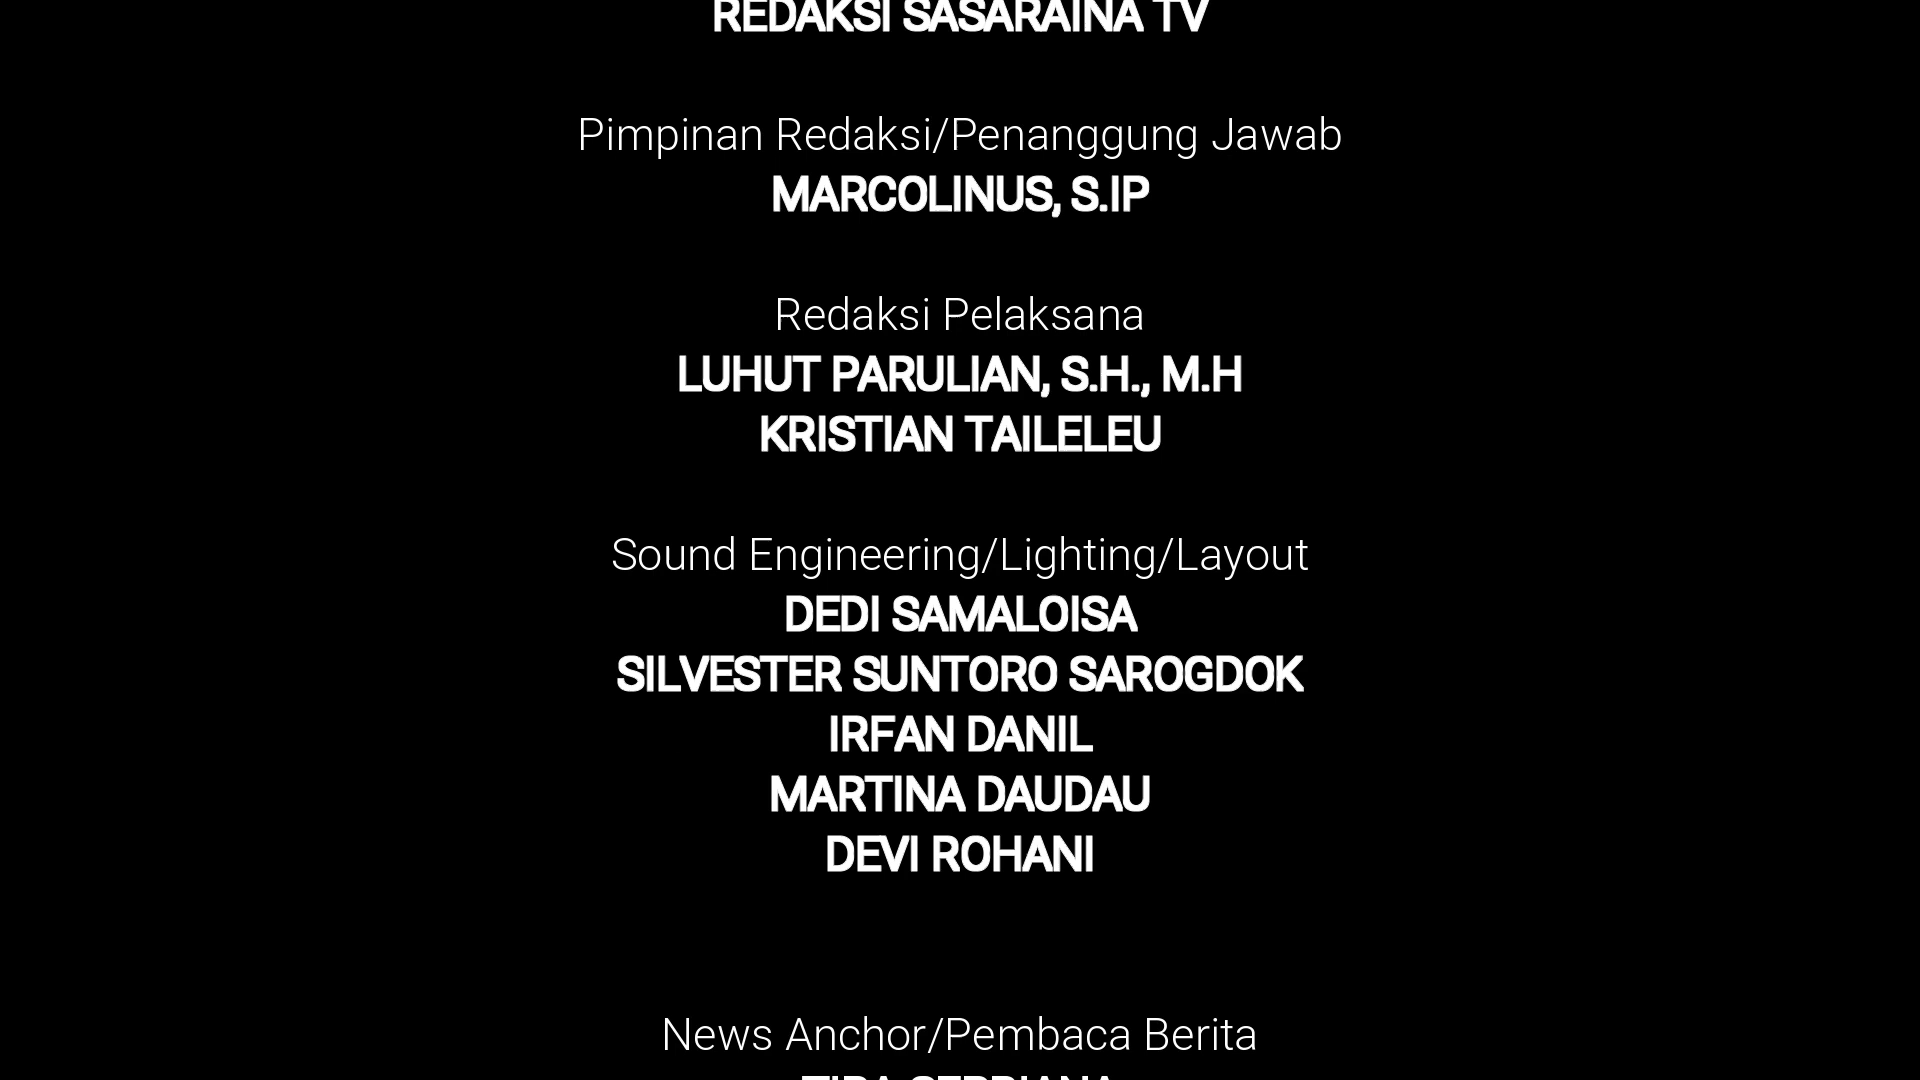 REDAKSI SASARAINA TV
Pimpinan Redaksi/Penanggung Jawab
MARCOLINUS, S.IP
Redaksi Pelaksana
LUHUT PARULIAN, S.H., M.H
KRISTIAN TAILELEU
Sound Engineering/Lighting/Layout
DEDI SAMALOISA
SILVESTER SUNTORO SAROGDOK
IRFAN DANIL
MARTINA DAUDAU
DEVI ROHANI
News Anchor/Pembaca Berita